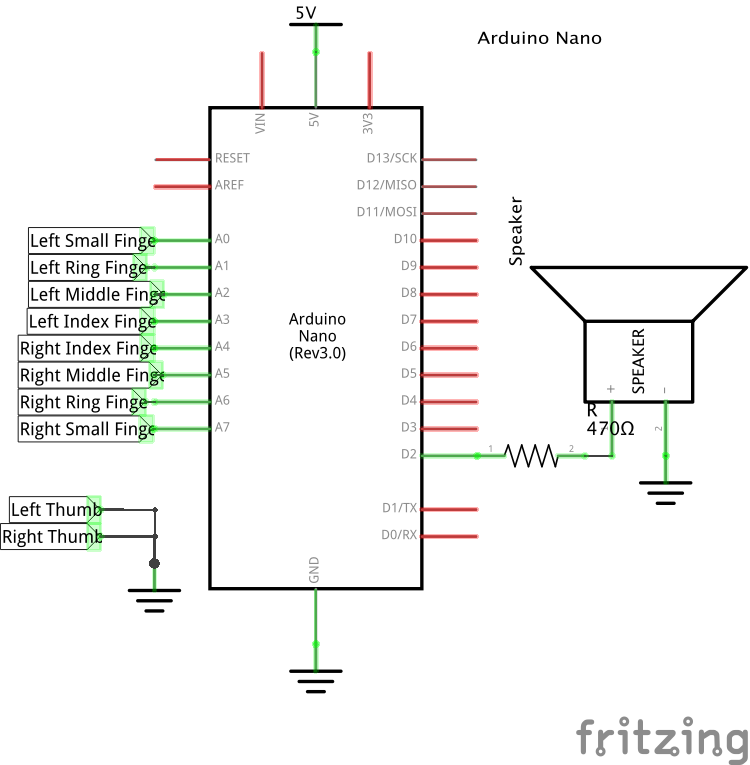 5V
Arduino Nano
VIN
5V
3V3
RESET
D13/SCK
AREF
D12/MISO
D11/MOSI
Speaker
Left Small Finge
A0
D10
Left Ring Finge
A1
D9
Left Middle Finge
A2
D8
Left Index Finge
A3
D7
Arduino
Nano
(Rev3.0)
Right Index Finge
A4
D6
SPEAKER
Right Middle Finge
A5
D5
+
−
Right Ring Finge
A6
D4
R
470Ω
Right Small Finge
A7
D3
2
D2
1
2
Left Thumb
D1/TX
Right Thumb
D0/RX
GND
fritzing